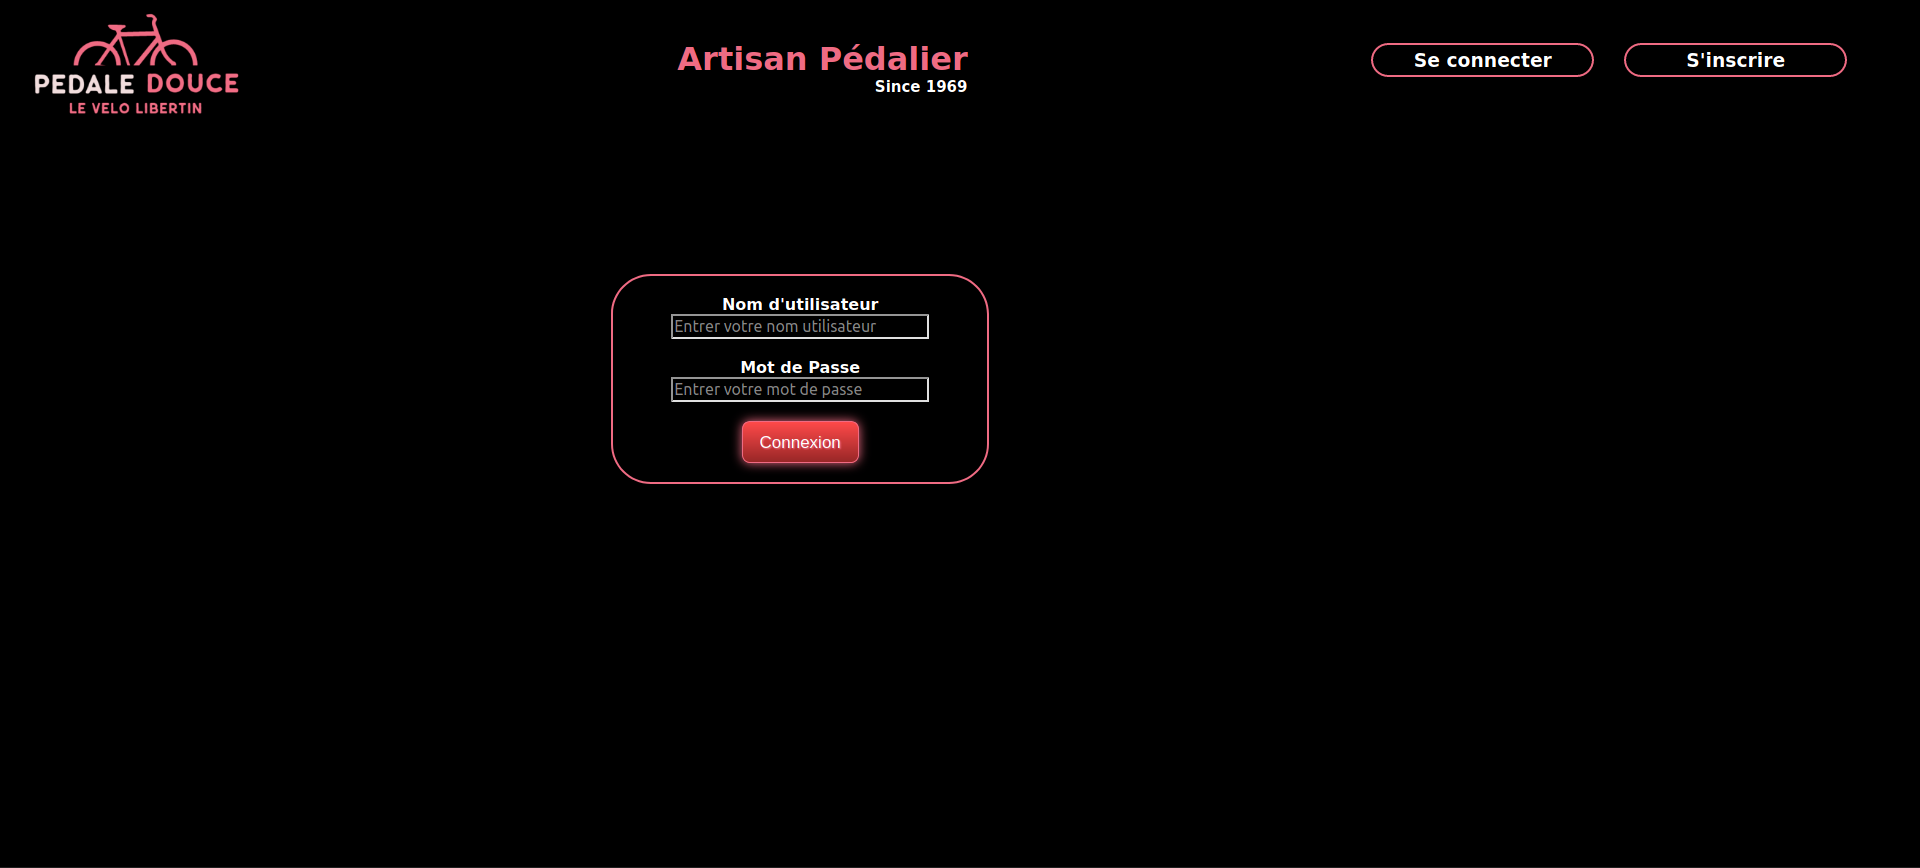 PEDALE DOUCE
LE VELO LIBERTIN
Artisan Pédalier
Since 1969
Se connecter
S'inscrire
Nom d'utilisateur
Entrer votre nom utilisateur
Mot de Passe
Entrer votre mot de passe
Connexion